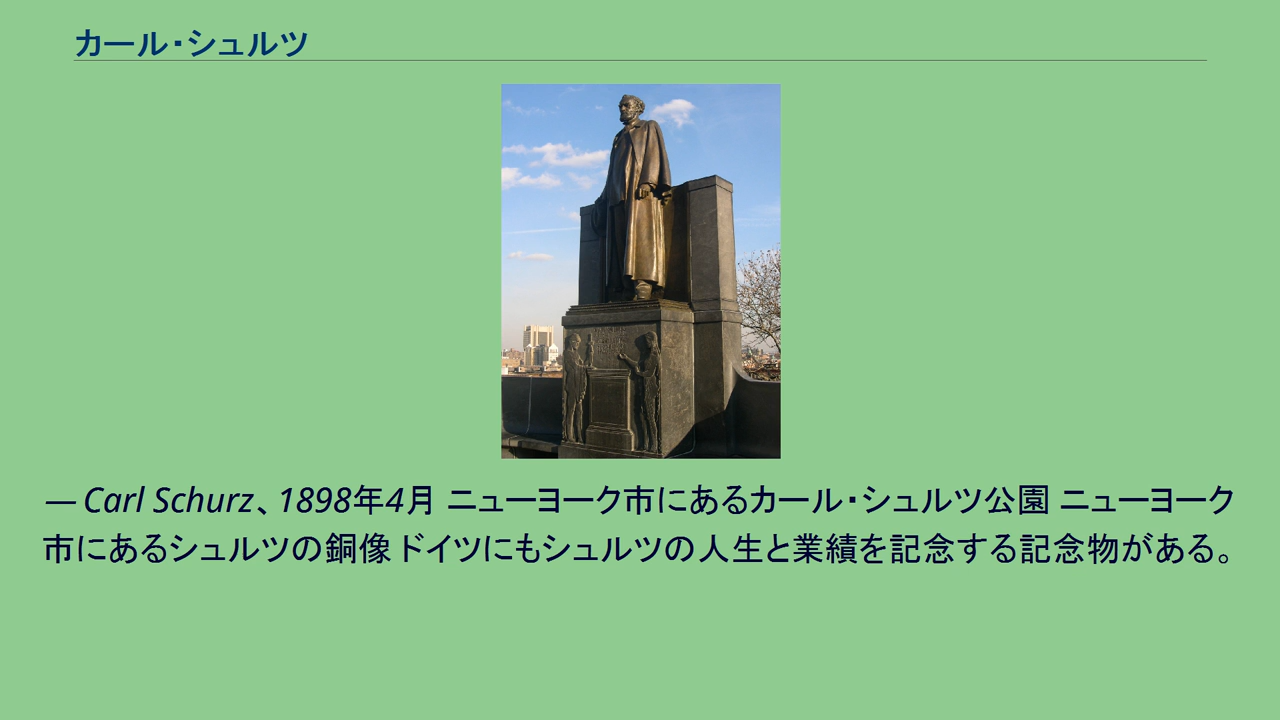 カール・シュルツ
— Carl Schurz、1898年4月 ニューヨーク市にあるカール・シュルツ公園 ニューヨーク
市にあるシュルツの銅像 ドイツにもシュルツの人生と業績を記念する記念物がある。